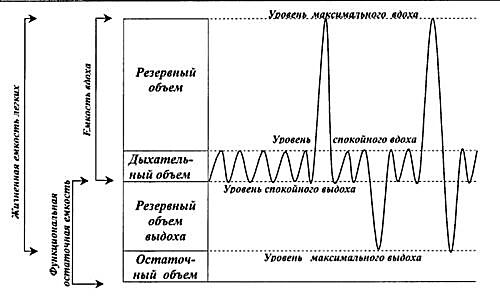 Жизненная емкость легких
Функциональная
остаточная емкость
Емкость вдоха
Резервный
объем
Дыхатель-
ный объем
Резервный
объем
выдоха
Остаточ-
ный объем
Уровень максимального вдоха
Уровень спокойного вдоха
Уровень спокойного выдоха
Уровень максимального выдоха